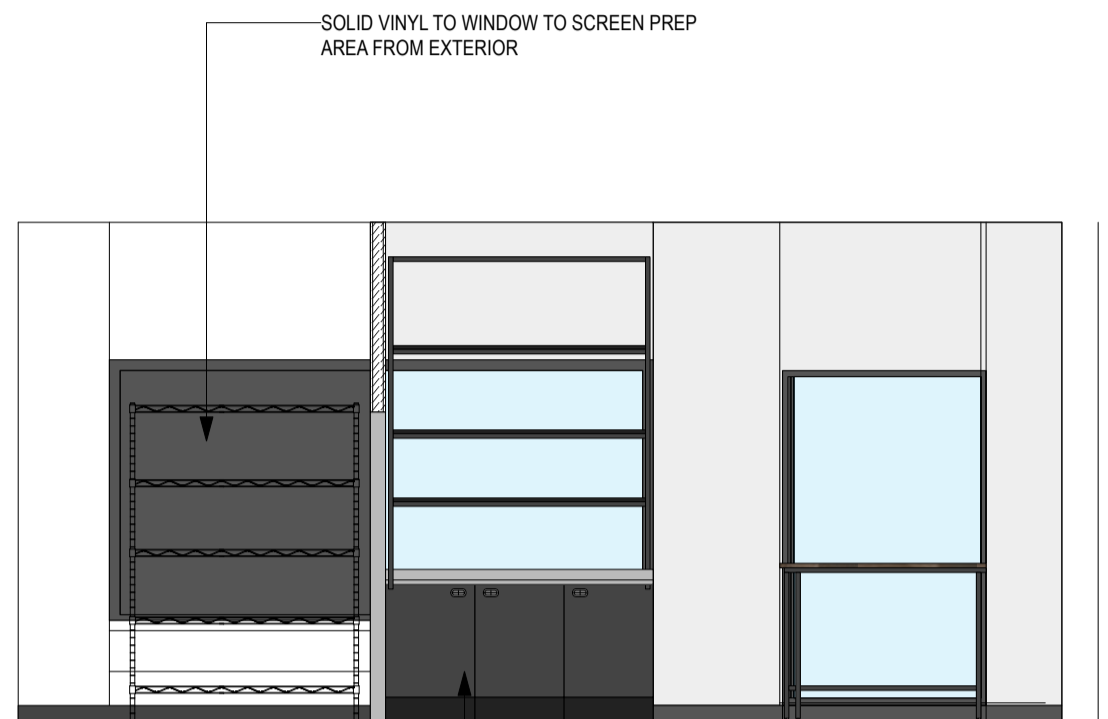 SOLID VINYL TO WINDOW TO SCREEN PREP
AREA FROM EXTERIOR